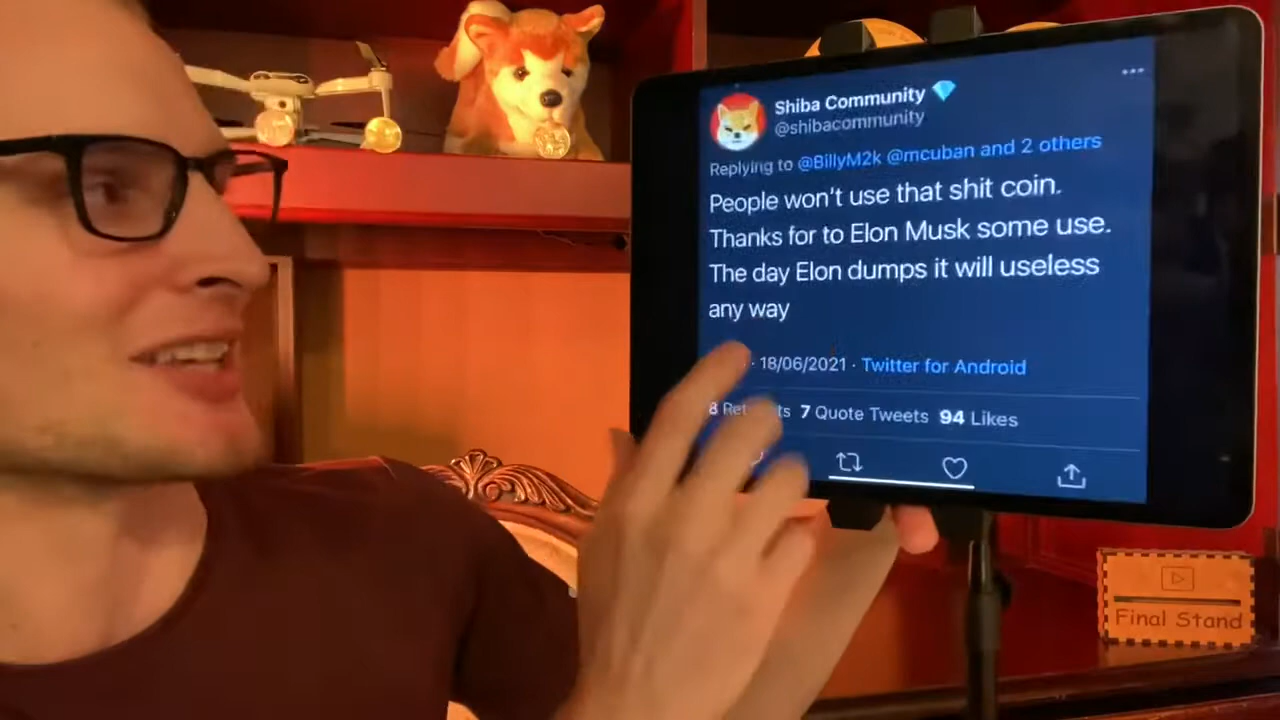 Shiba Community
@shibacommunity
Replying to @BillyM2k @mcuban and 2 others
People won't use that shit coin.
Thanks for to Elon Musk some use.
The day Elon dumps it will useless
any way
· 18/06/2021 · Twitter for Android
8 7 Quote Tweets 94 Likes
Final Stand